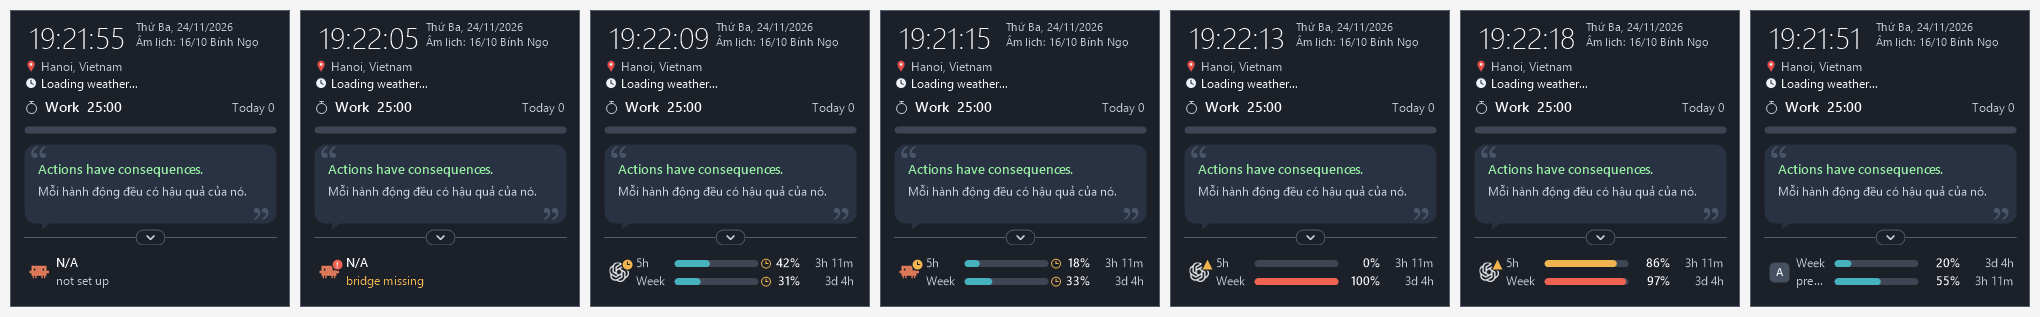 19:21:55
Thứ Ba, 24/11/2026
Âm lịch: 16/10 Bính Ngọ
Hanoi, Vietnam
Loading weather...
Work 25:00 Today 0
Actions have consequences.
Mỗi hành động đều có hậu quả của nó.
N/A
not set up
19:22:05
Thứ Ba, 24/11/2026
Âm lịch: 16/10 Bính Ngọ
Hanoi, Vietnam
Loading weather...
Work 25:00 Today 0
Actions have consequences.
Mỗi hành động đều có hậu quả của nó.
N/A
bridge missing
19:22:09
Thứ Ba, 24/11/2026
Âm lịch: 16/10 Bính Ngọ
Hanoi, Vietnam
Loading weather...
Work 25:00 Today 0
Actions have consequences.
Mỗi hành động đều có hậu quả của nó.
5h 42% 3h 11m
Week 31% 3d 4h
19:21:15
Thứ Ba, 24/11/2026
Âm lịch: 16/10 Bính Ngọ
Hanoi, Vietnam
Loading weather...
Work 25:00 Today 0
Actions have consequences.
Mỗi hành động đều có hậu quả của nó.
5h 18% 3h 11m
Week 33% 3d 4h
19:22:13
Thứ Ba, 24/11/2026
Âm lịch: 16/10 Bính Ngọ
Hanoi, Vietnam
Loading weather...
Work 25:00 Today 0
Actions have consequences.
Mỗi hành động đều có hậu quả của nó.
5h 0% 3h 11m
Week 100% 3d 4h
19:22:18
Thứ Ba, 24/11/2026
Âm lịch: 16/10 Bính Ngọ
Hanoi, Vietnam
Loading weather...
Work 25:00 Today 0
Actions have consequences.
Mỗi hành động đều có hậu quả của nó.
5h 86% 3h 11m
Week 97% 3d 4h
19:21:51
Thứ Ba, 24/11/2026
Âm lịch: 16/10 Bính Ngọ
Hanoi, Vietnam
Loading weather...
Work 25:00 Today 0
Actions have consequences.
Mỗi hành động đều có hậu quả của nó.
A
Week 20% 3d 4h
pre... 55% 3h 11m